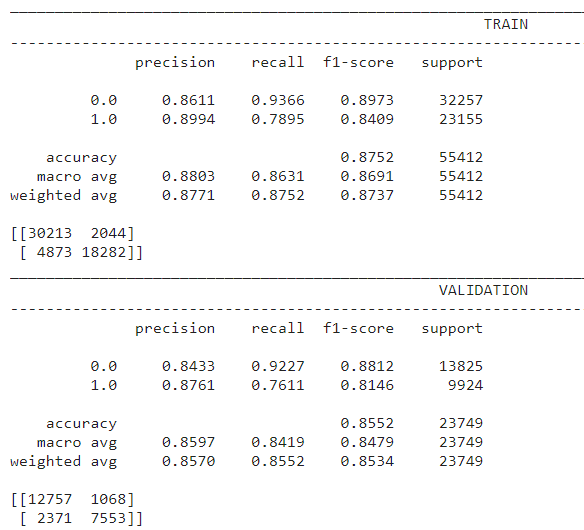 TRAIN
precision recall f1-score support
0.0 0.8611 0.9366 0.8973 32257
1.0 0.8994 0.7895 0.8409 23155
accuracy 0.8752 55412
macro avg 0.8803 0.8631 0.8691 55412
weighted avg 0.8771 0.8752 0.8737 55412
[[30213 2044]
[ 4873 18282]]
VALIDATION
precision recall f1-score support
0.0 0.8433 0.9227 0.8812 13825
1.0 0.8761 0.7611 0.8146 9924
accuracy 0.8552 23749
macro avg 0.8597 0.8419 0.8479 23749
weighted avg 0.8570 0.8552 0.8534 23749
[[12757 1068]
[ 2371 7553]]